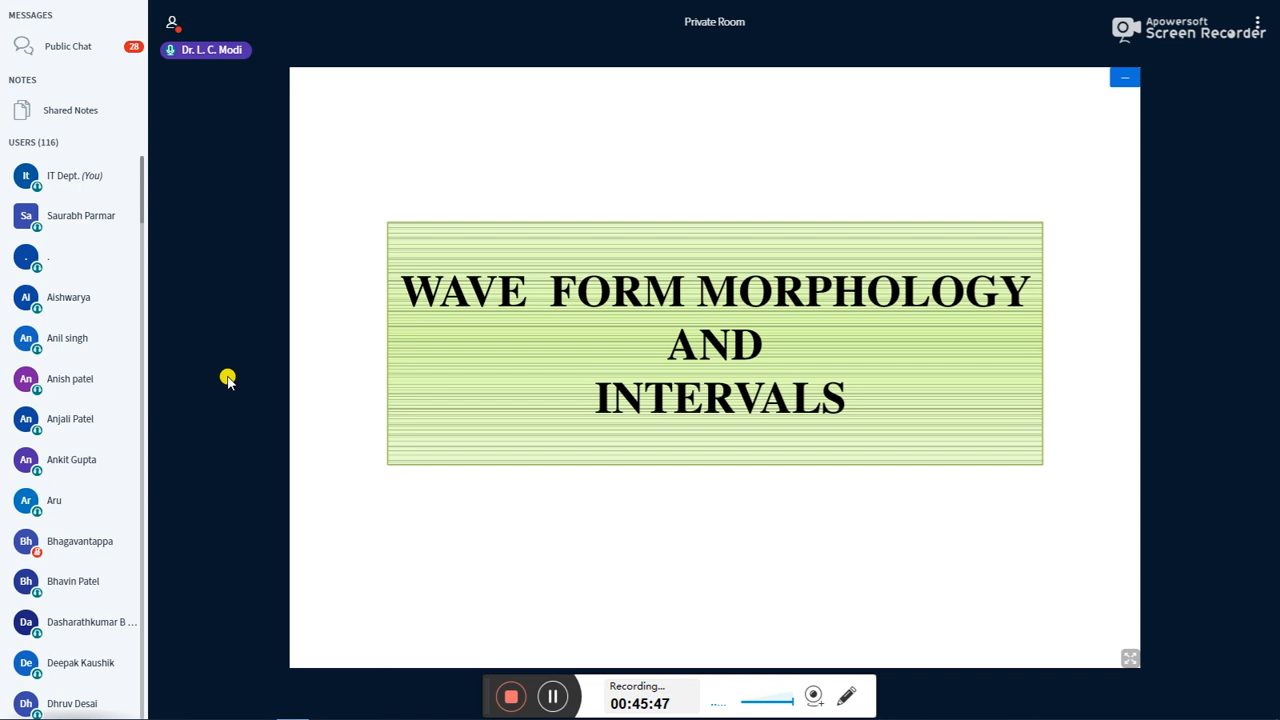 MESSAGES
Public Chat 28
NOTES
Shared Notes
USERS (116)
It IT Dept. (You)
Sa Saurabh Parmar
. .
Ai Aishwarya
An Anil singh
An Anish patel
An Anjali Patel
An Ankit Gupta
Ar Aru
Bh Bhagavantappa
Bh Bhavin Patel
Da Dasharathkumar B ...
De Deepak Kaushik
Dh Dhruv Desai
Private Room
Dr. L. C. Modi
Apowersoft
Screen Recorder
WAVE FORM MORPHOLOGY
AND
INTERVALS
Recording...
00:45:47